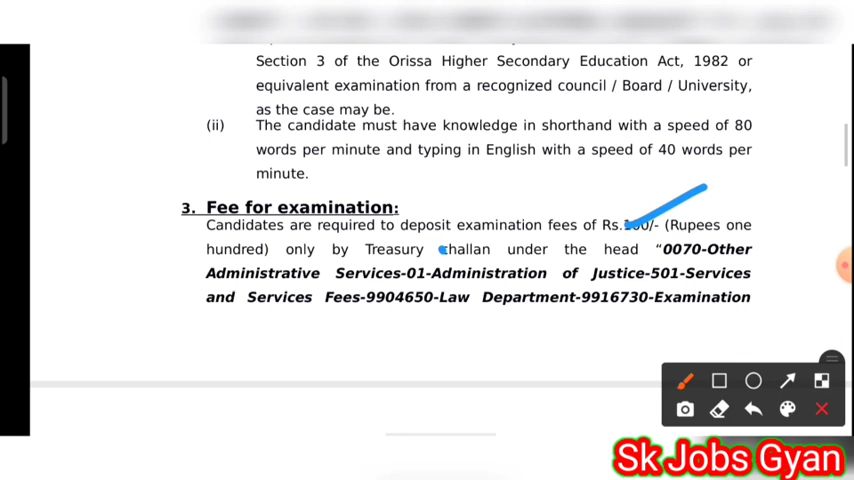 Section 3 of the Orissa Higher Secondary Education Act, 1982 or
equivalent examination from a recognized council / Board / University,
as the case may be.
(ii) The candidate must have knowledge in shorthand with a speed of 80
words per minute and typing in English with a speed of 40 words per
minute.
3. Fee for examination:
Candidates are required to deposit examination fees of Rs.100/- (Rupees one
hundred) only by Treasury challan under the head "0070-Other
Administrative Services-01-Administration of Justice-501-Services
and Services Fees-9904650-Law Department-9916730-Examination
Sk Jobs Gyan